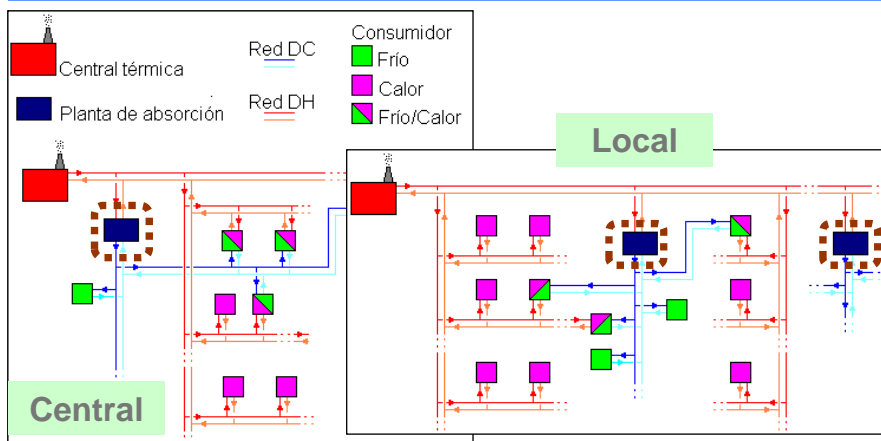 Central térmica
Planta de absorción
Red DC
Red DH
Consumidor
Frío
Calor
Frío/Calor
Local
Central